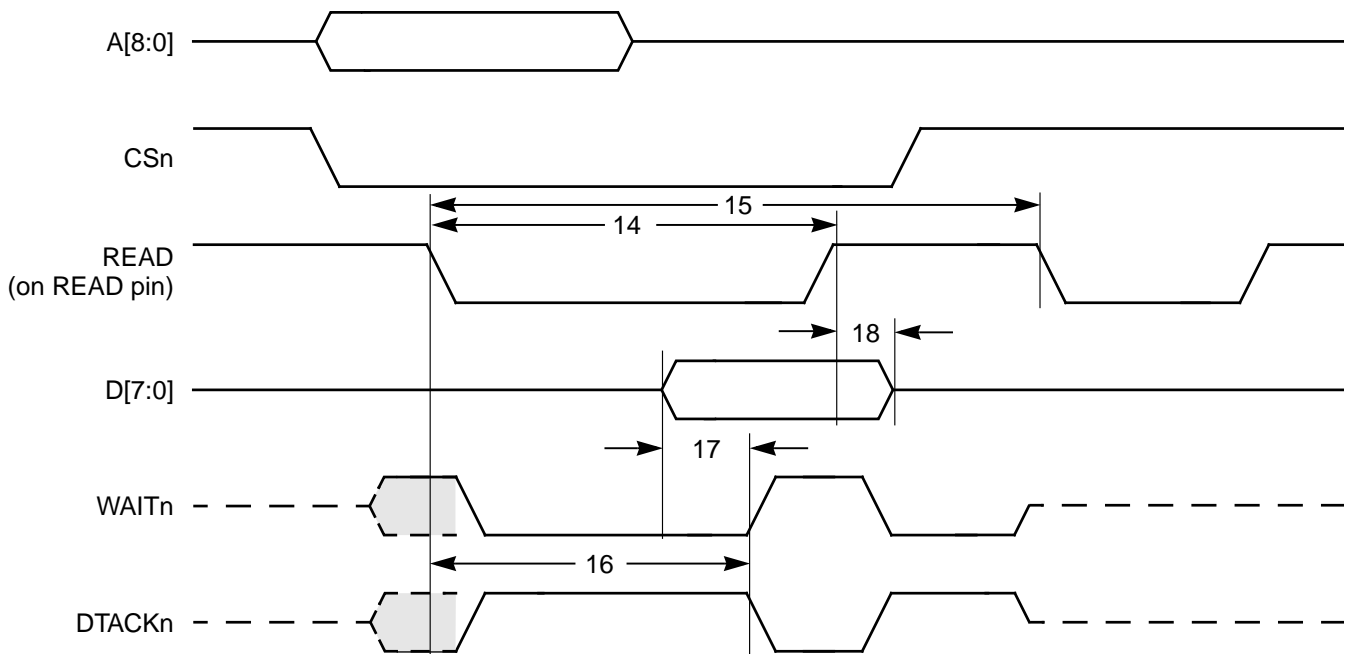 A[8:0]
CSn
15
14
READ
(on READ pin)
18
D[7:0]
17
WAITn
16
DTACKn